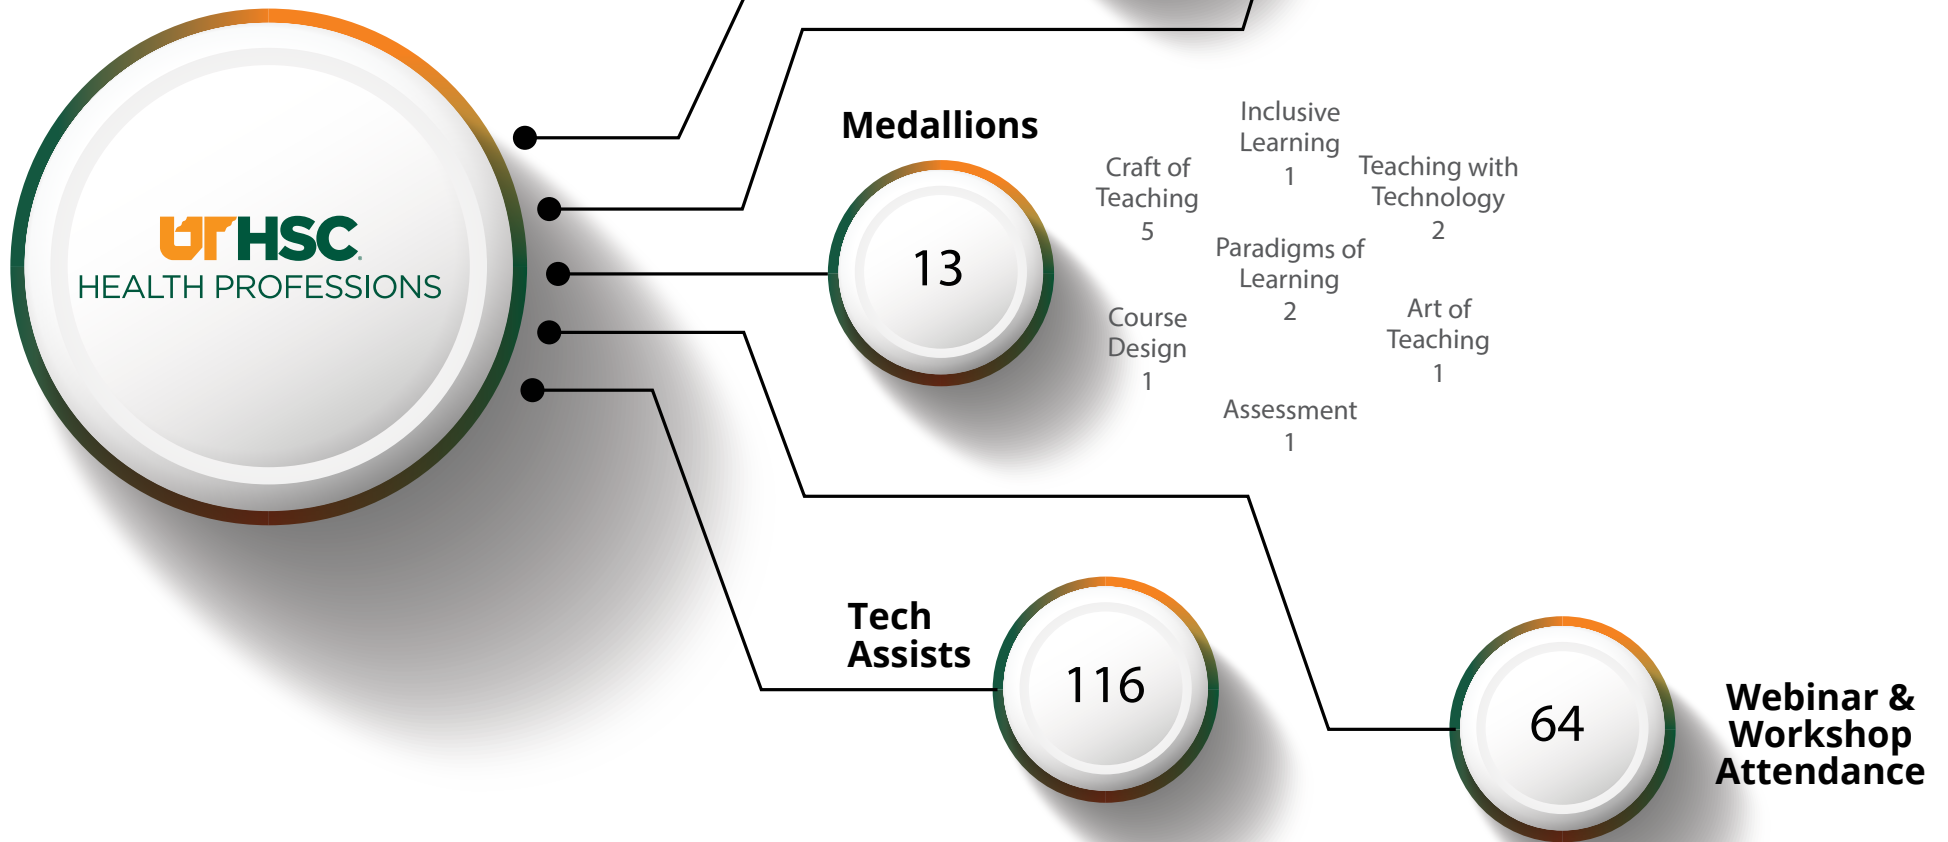 UTHSC
HEALTH PROFESSIONS
Medallions
13
Inclusive
Learning
1
Craft of
Teaching
5
Teaching with
Technology
2
Paradigms of
Learning
2
Course
Design
1
Art of
Teaching
1
Assessment
1
Tech
Assists
116
64
Webinar &
Workshop
Attendance